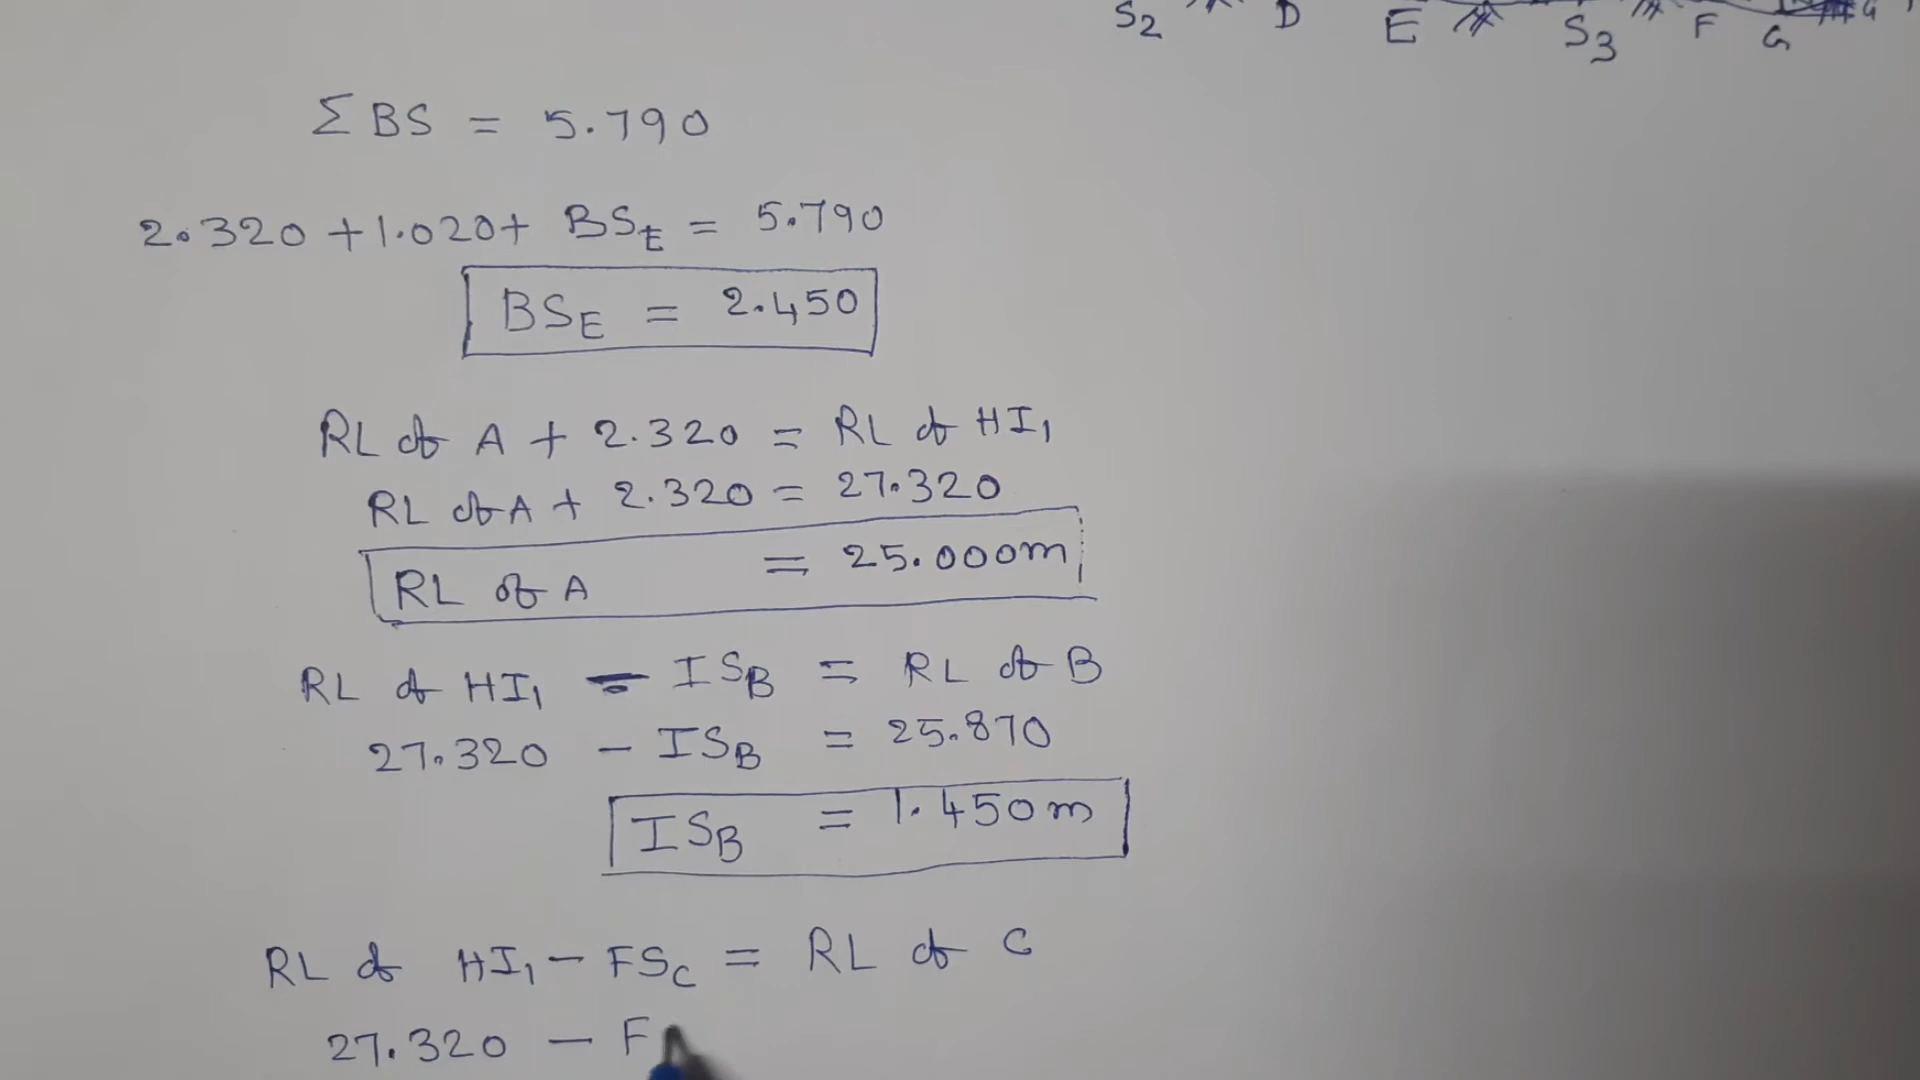 S2 D E S3 F G
ΣBS = 5.790
2.320 + 1.020 + BSE = 5.790
BSE = 2.450
RL of A + 2.320 = RL of HI1
RL of A + 2.320 = 27.320
RL of A = 25.000m
RL of HI1 - ISB = RL of B
27.320 - ISB = 25.870
ISB = 1.450m
RL of HI1 - FSC = RL of C
27.320 - F